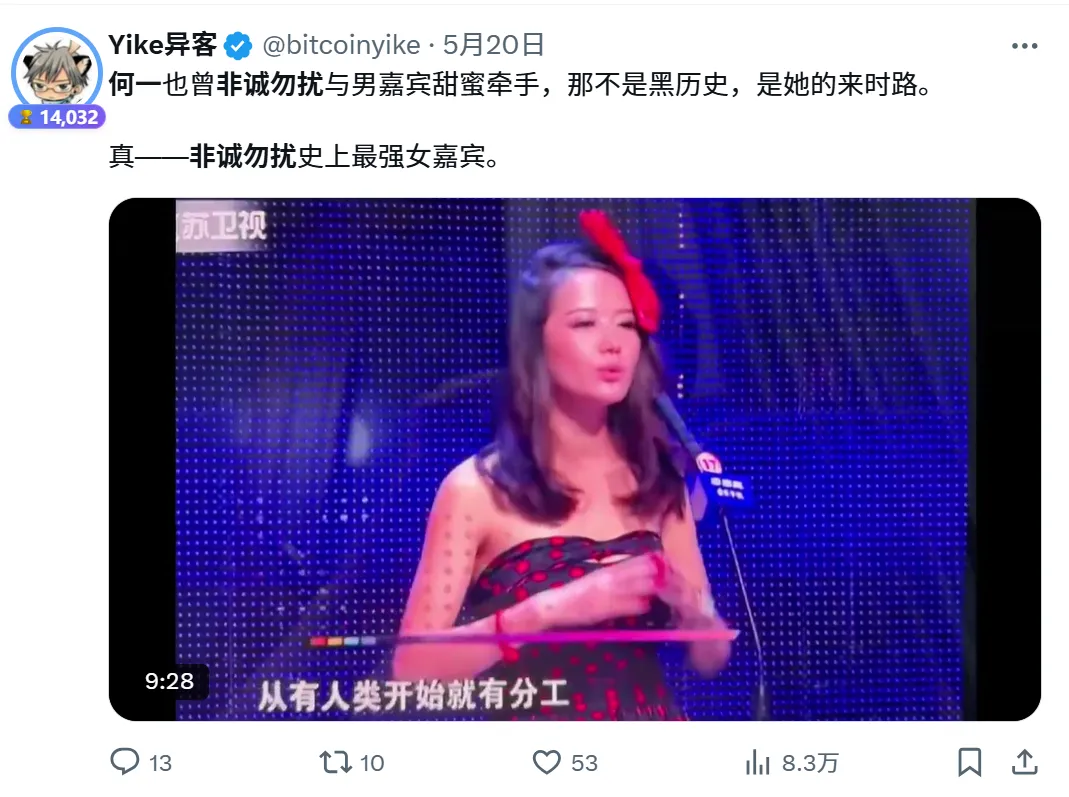 Yike异客 @bitcoinyike · 5月20日
14,032
何一也曾非诚勿扰与男嘉宾甜蜜牵手，那不是黑历史，是她的来时路。
真——非诚勿扰史上最强女嘉宾。
苏卫视
17
9:28
从有人类开始就有分工
13 10 53 8.3万